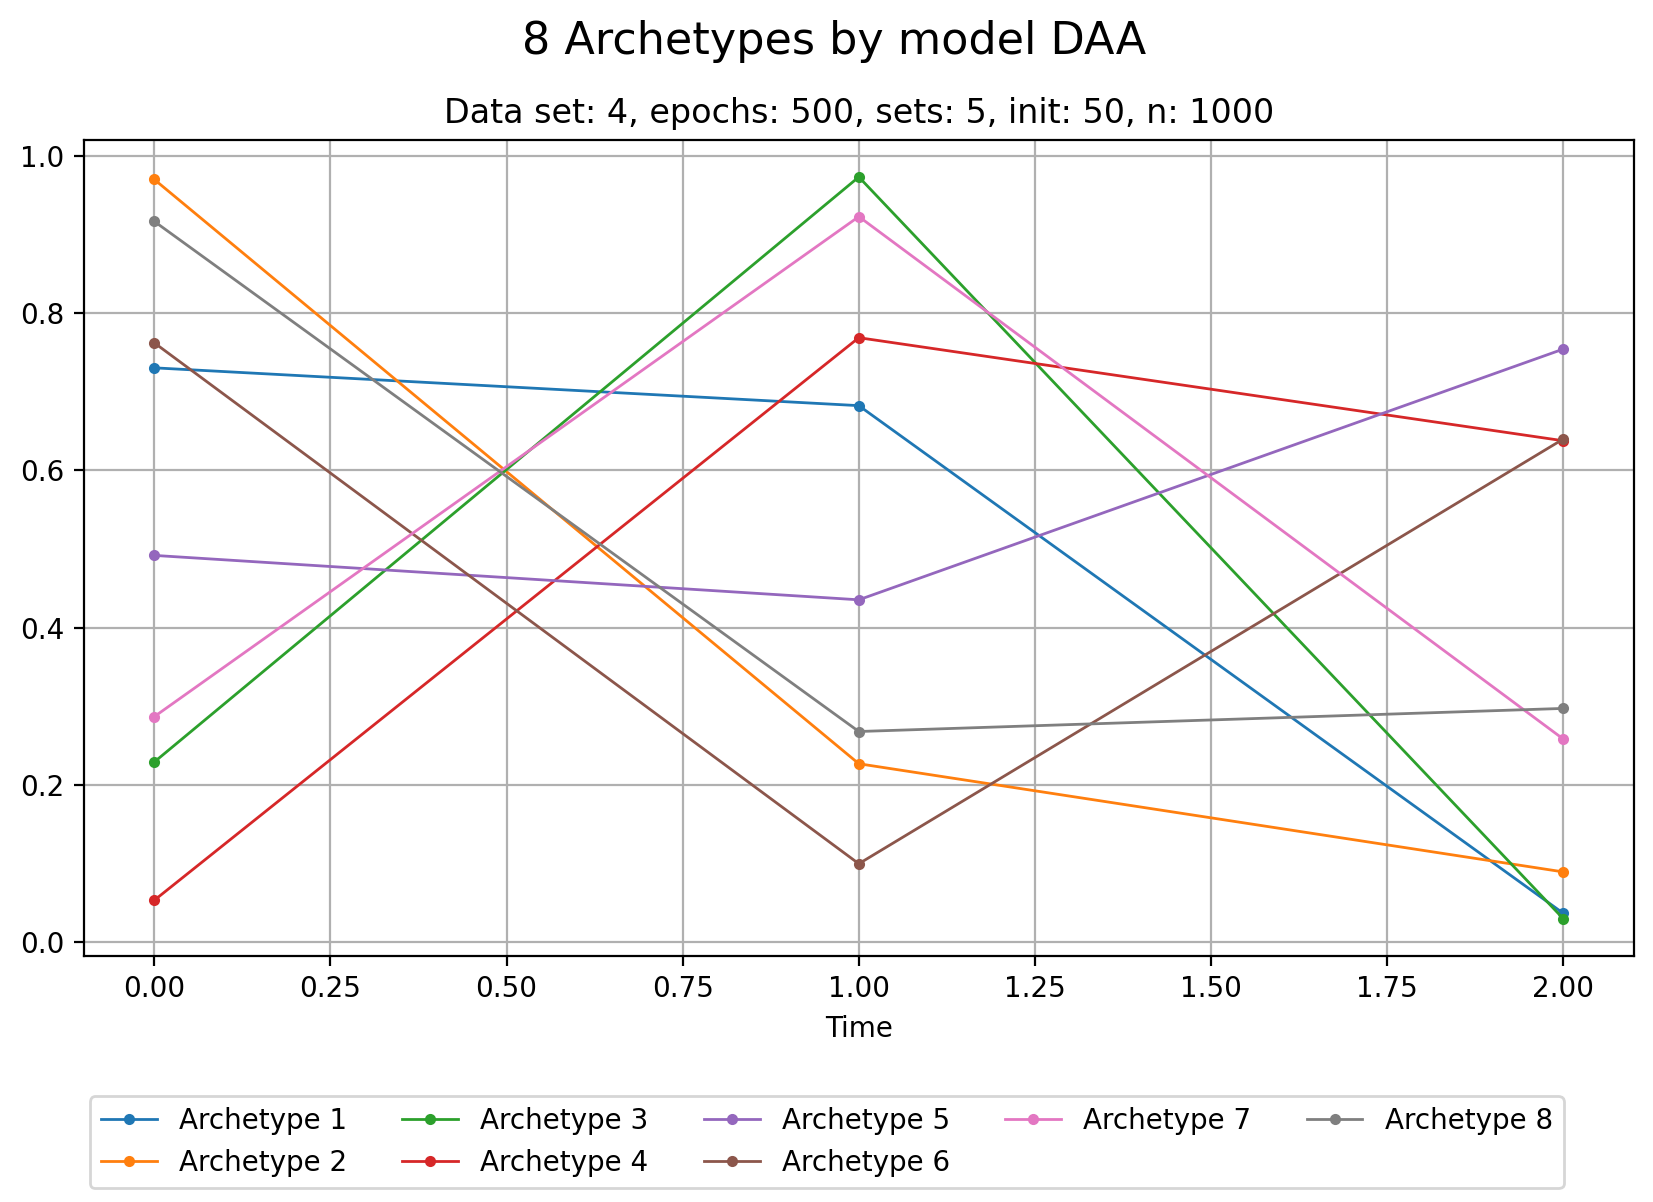 8 Archetypes by model DAA
Data set: 4, epochs: 500, sets: 5, init: 50, n: 1000
1.0
0.8
0.6
0.4
0.2
0.0
0.00 0.25 0.50 0.75 1.00 1.25 1.50 1.75 2.00
Time
Archetype 1 Archetype 3 Archetype 5 Archetype 7 Archetype 8
Archetype 2 Archetype 4 Archetype 6